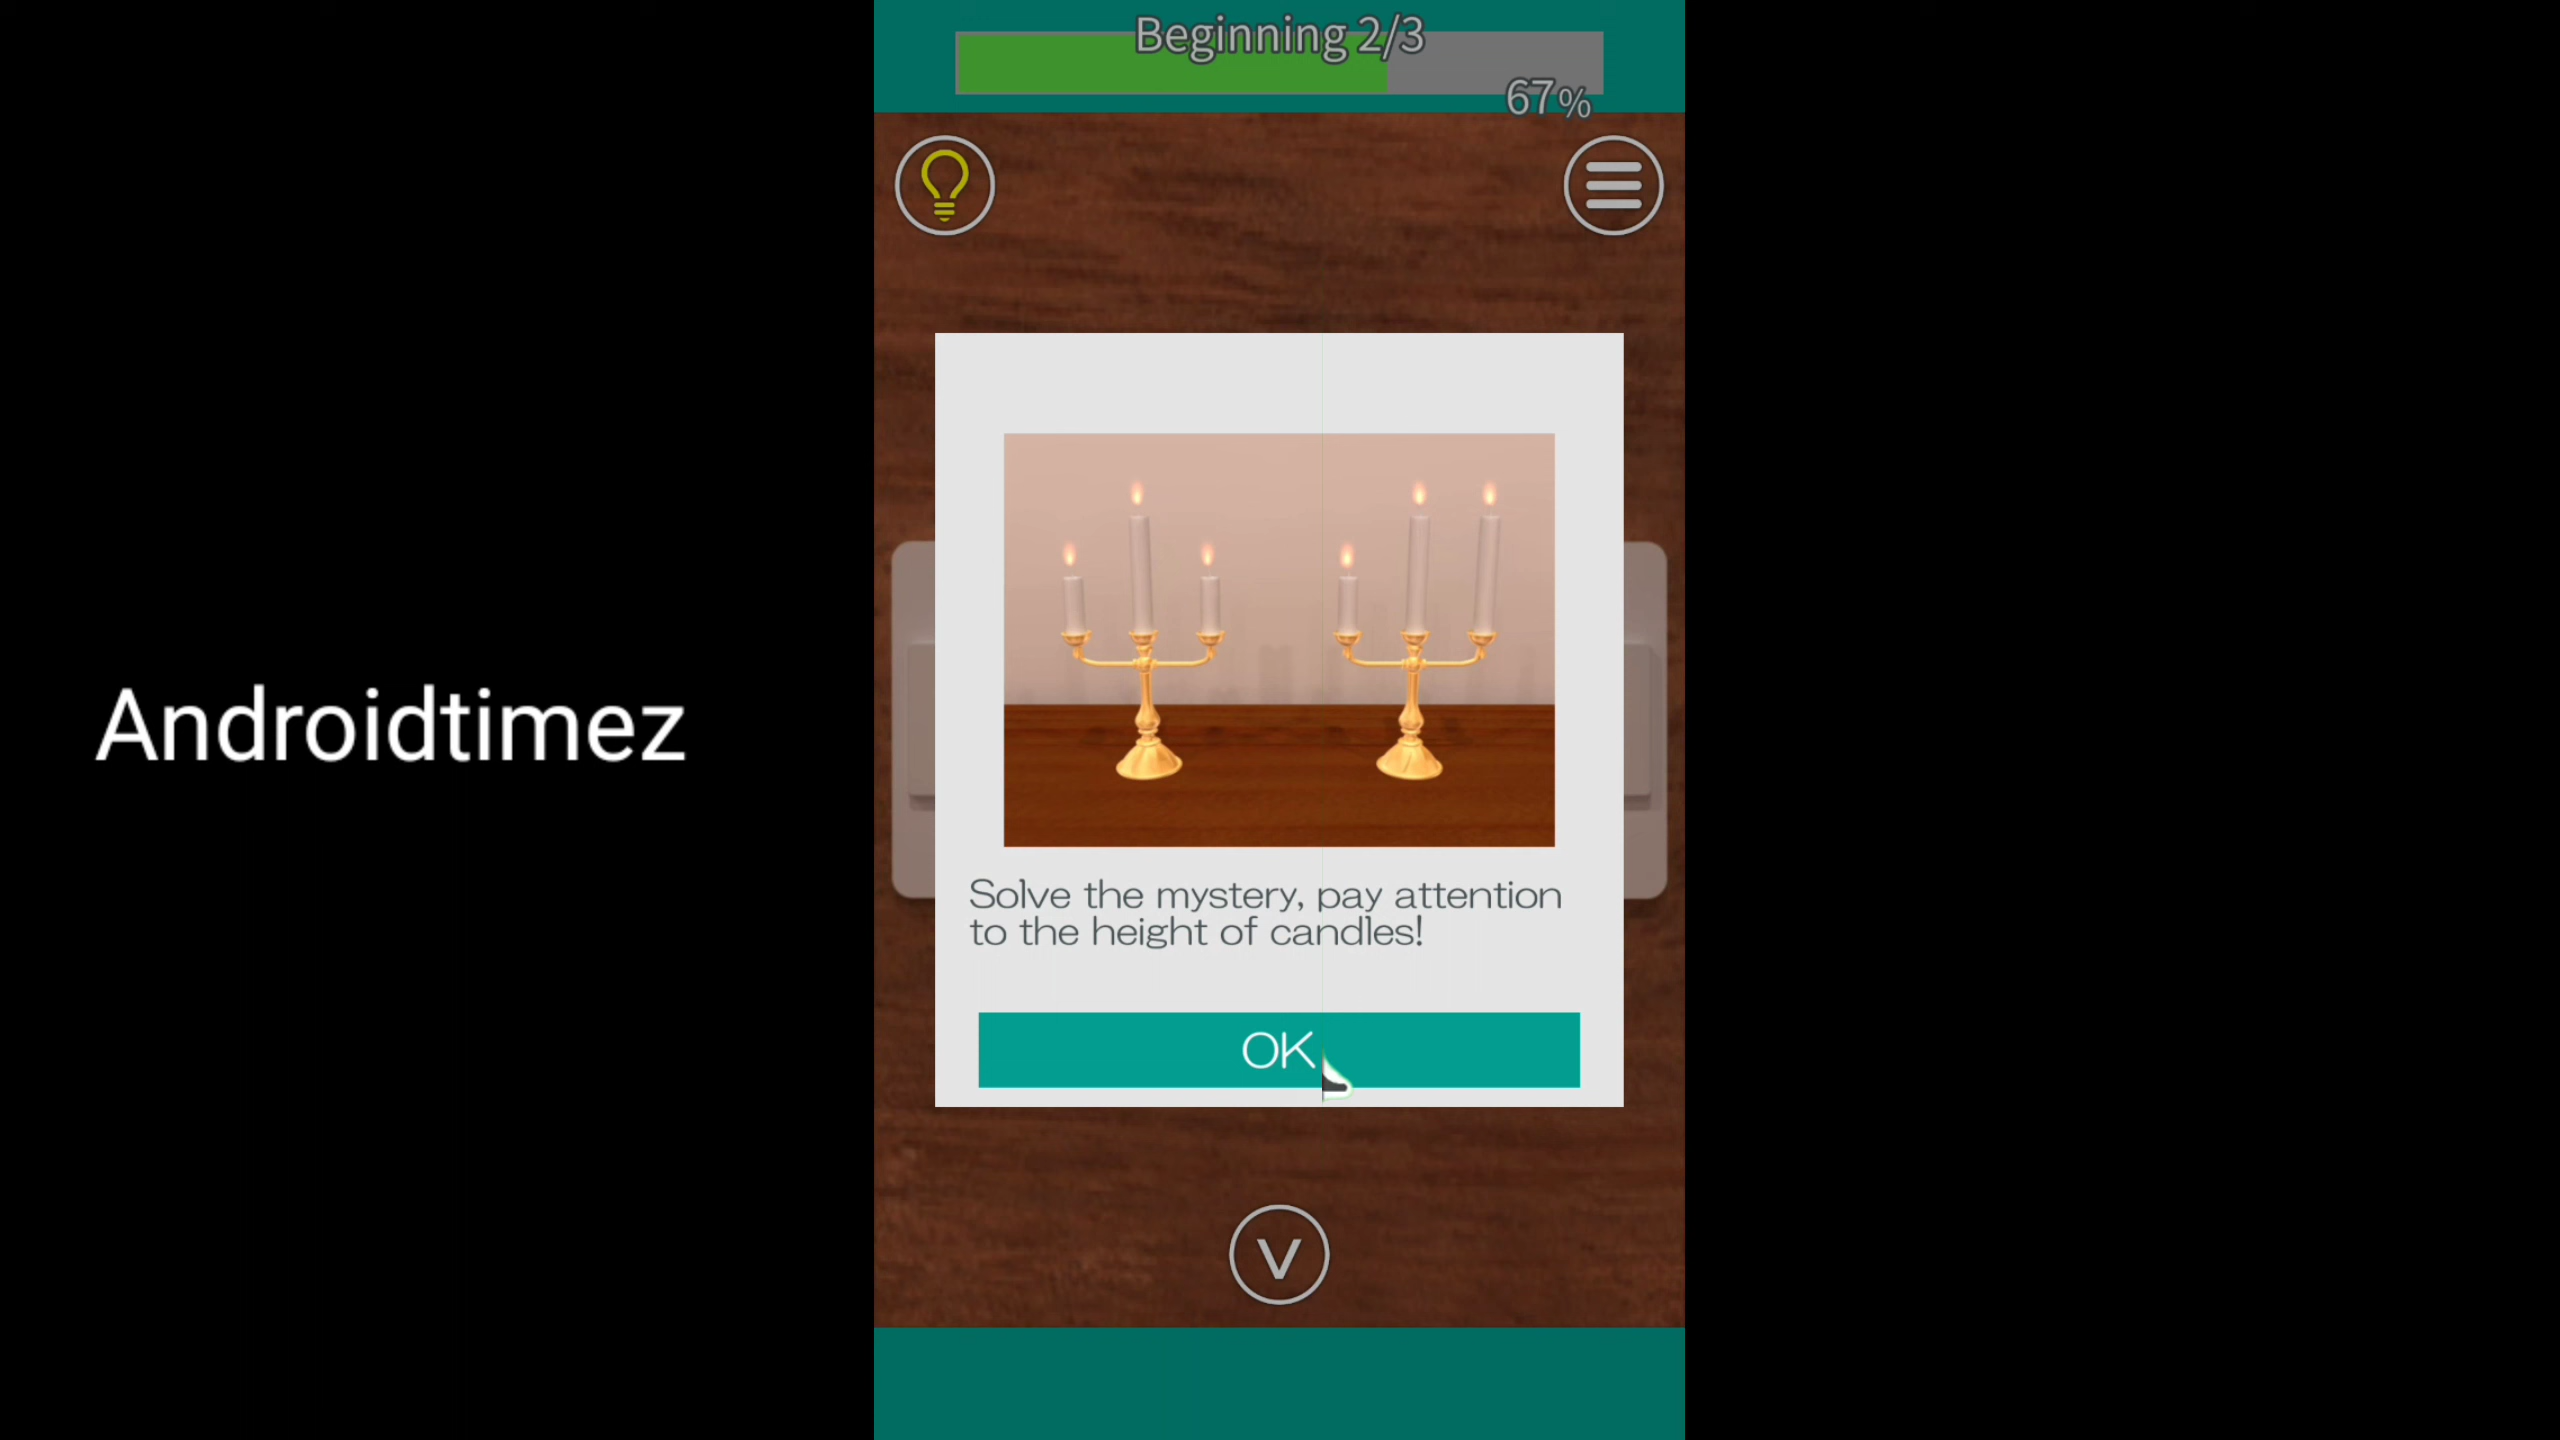 Beginning 2/3
67%
Androidtimez
Solve the mystery, pay attention
to the height of candles!
OK
V